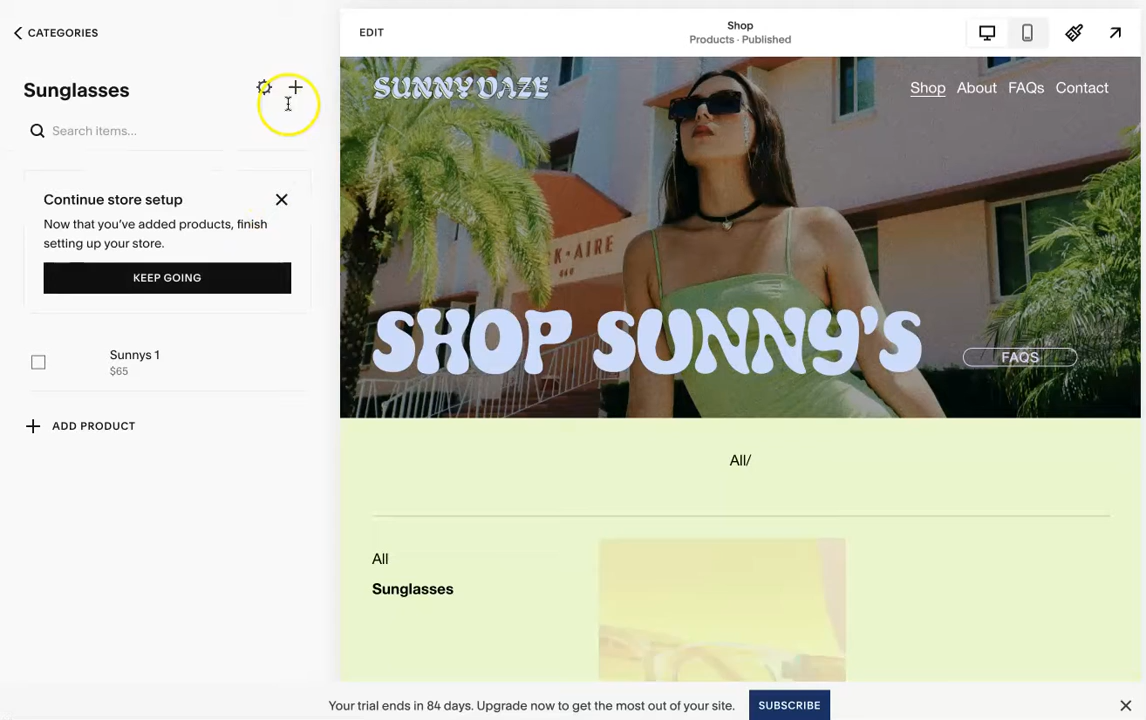 CATEGORIES
Sunglasses
Search items...
Continue store setup
Now that you've added products, finish
setting up your store.
KEEP GOING
Sunnys 1
$65
ADD PRODUCT
EDIT
Shop
Products · Published
SUNNY DAZE
Shop About FAQs Contact
K-AIRE
SHOP SUNNY'S
FAQS
All/
All
Sunglasses
Your trial ends in 84 days. Upgrade now to get the most out of your site.
SUBSCRIBE